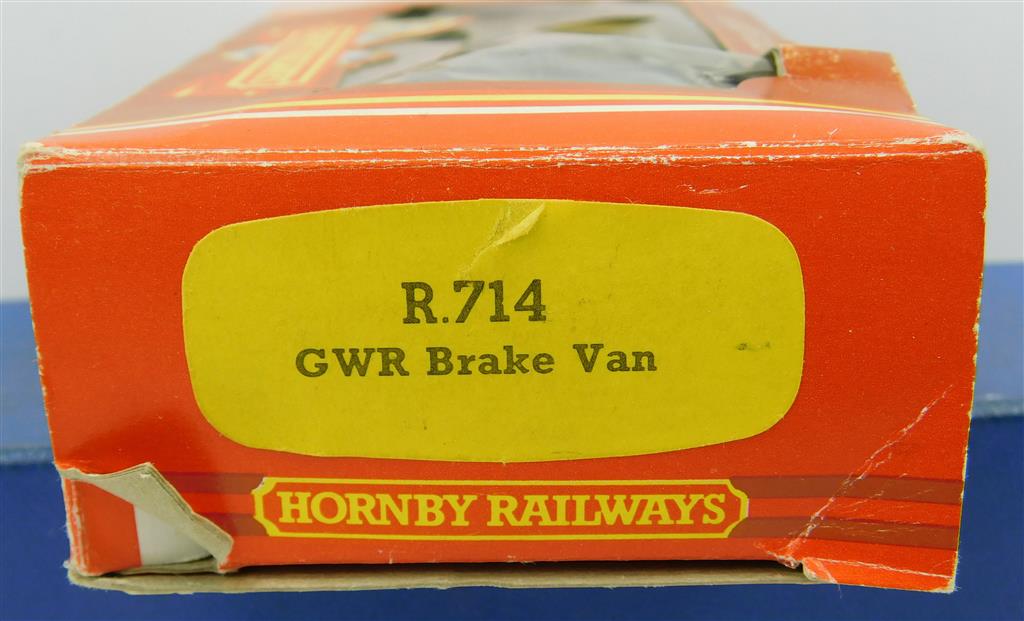 R.714
GWR Brake Van
HORNBY RAILWAYS